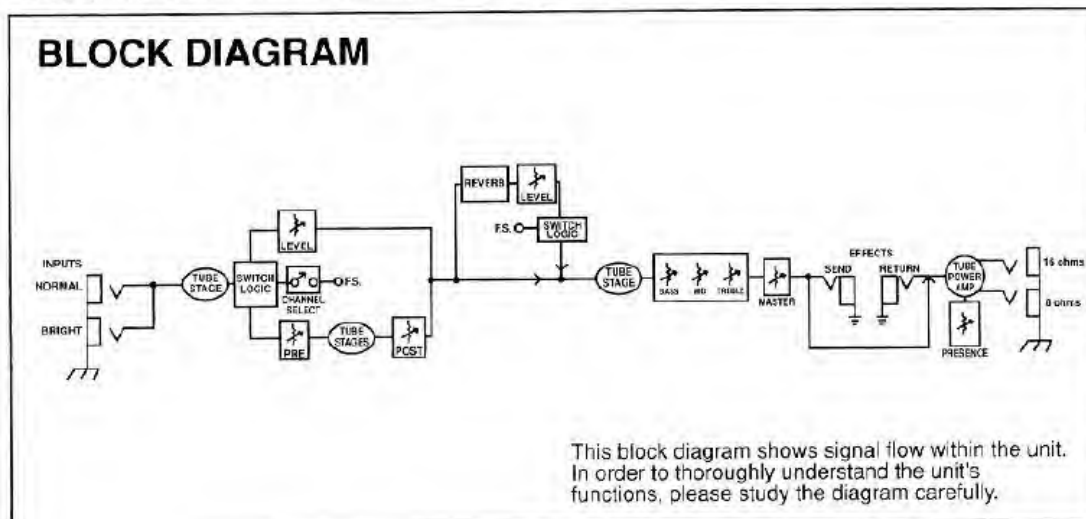 BLOCK DIAGRAM
REVERB
LEVEL
F.S.
SWITCH
LOGIC
LEVEL
INPUTS
NORMAL
BRIGHT
TUBE
STAGE
SWITCH
LOGIC
CHANNEL
SELECT
F.S.
PRE
TUBE
STAGES
POST
TUBE
STAGE
BASS
MID
TREBLE
MASTER
EFFECTS
SEND
RETURN
TUBE
POWER
AMP
PRESENCE
16 ohms
8 ohms
This block diagram shows signal flow within the unit.
In order to thoroughly understand the unit's
functions, please study the diagram carefully.